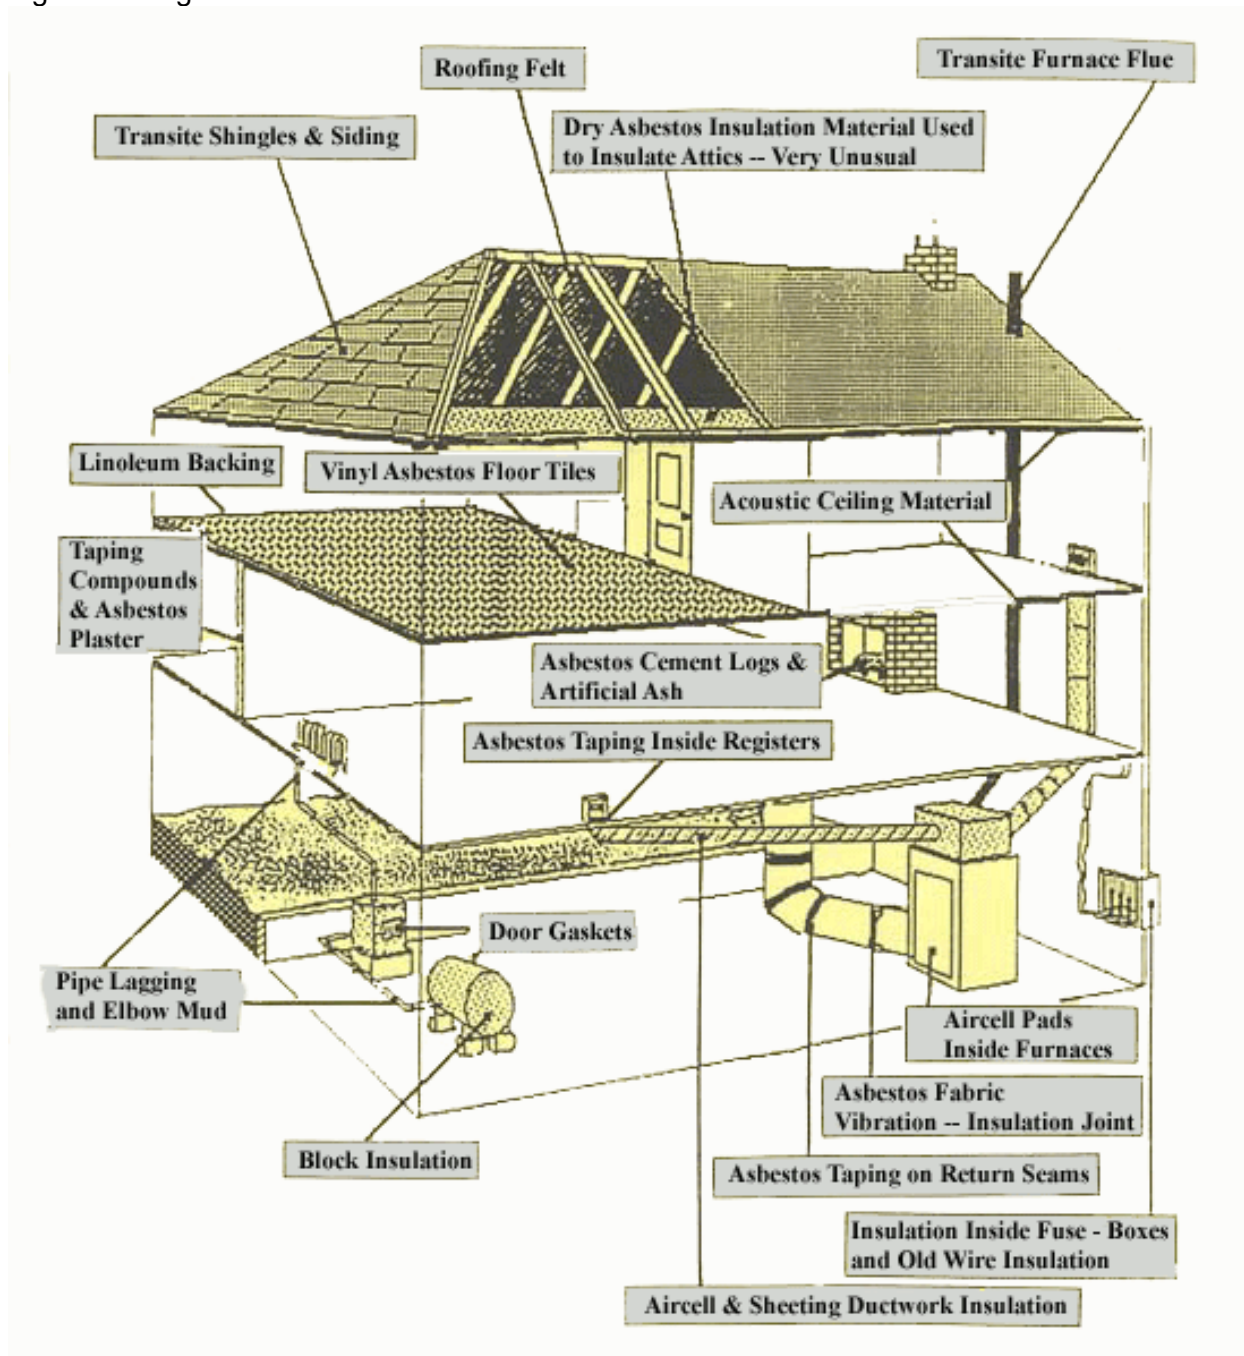 Roofing Felt
Transite Furnace Flue
Transite Shingles & Siding
Dry Asbestos Insulation Material Used
to Insulate Attics -- Very Unusual
Linoleum Backing
Vinyl Asbestos Floor Tiles
Acoustic Ceiling Material
Taping
Compounds
& Asbestos
Plaster
Asbestos Cement Logs &
Artificial Ash
Asbestos Taping Inside Registers
Door Gaskets
Pipe Lagging
and Elbow Mud
Aircell Pads
Inside Furnaces
Asbestos Fabric
Vibration -- Insulation Joint
Block Insulation
Asbestos Taping on Return Seams
Insulation Inside Fuse - Boxes
and Old Wire Insulation
Aircell & Sheeting Ductwork Insulation